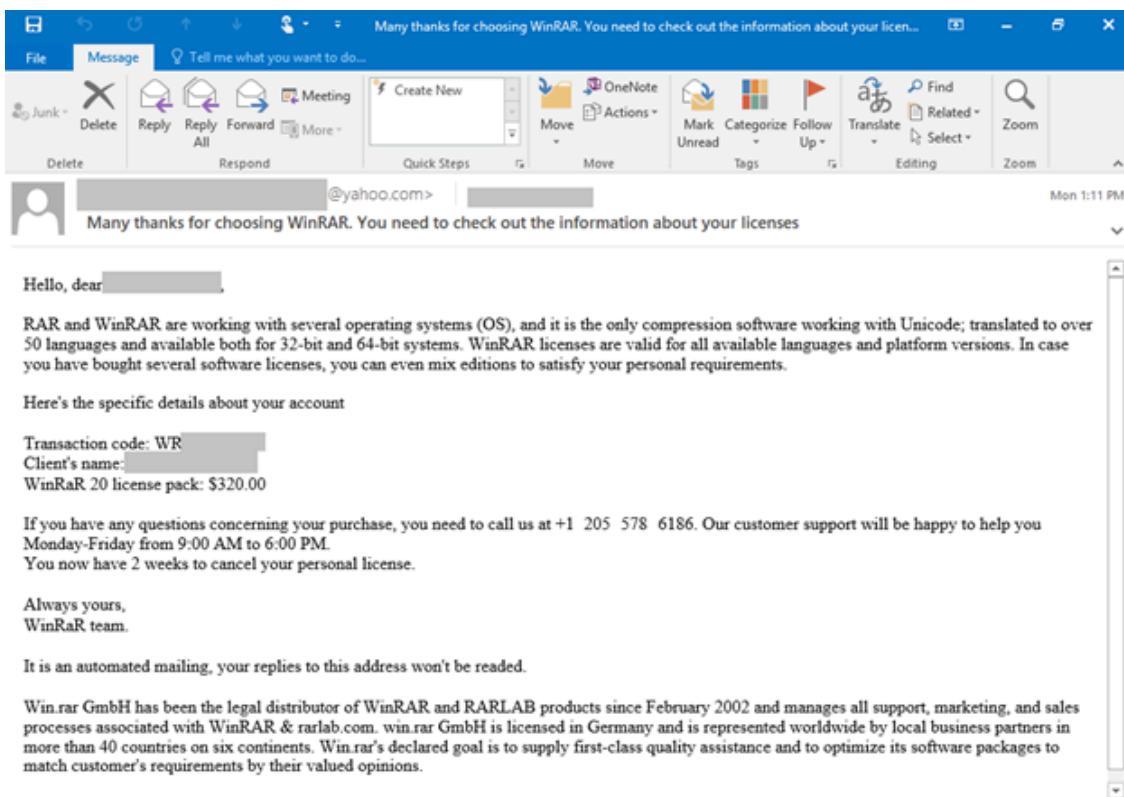 Many thanks for choosing WinRAR. You need to check out the information about your licen...
File Message Tell me what you want to do...
Junk
Delete
Reply
Reply All
Forward
Meeting
More
Create New
Move
OneNote
Actions
Mark Unread
Categorize
Follow Up
Translate
Find
Related
Select
Zoom
Delete Respond Quick Steps Move Tags Editing Zoom
@yahoo.com>
Mon 1:11 PM
Many thanks for choosing WinRAR. You need to check out the information about your licenses
Hello, dear ,
RAR and WinRAR are working with several operating systems (OS), and it is the only compression software working with Unicode; translated to over
50 languages and available both for 32-bit and 64-bit systems. WinRAR licenses are valid for all available languages and platform versions. In case
you have bought several software licenses, you can even mix editions to satisfy your personal requirements.
Here's the specific details about your account
Transaction code: WR
Client's name:
WinRaR 20 license pack: $320.00
If you have any questions concerning your purchase, you need to call us at +1 205 578 6186. Our customer support will be happy to help you
Monday-Friday from 9:00 AM to 6:00 PM.
You now have 2 weeks to cancel your personal license.
Always yours,
WinRaR team.
It is an automated mailing, your replies to this address won't be readed.
Win.rar GmbH has been the legal distributor of WinRAR and RARLAB products since February 2002 and manages all support, marketing, and sales
processes associated with WinRAR & rarlab.com. win.rar GmbH is licensed in Germany and is represented worldwide by local business partners in
more than 40 countries on six continents. Win.rar's declared goal is to supply first-class quality assistance and to optimize its software packages to
match customer's requirements by their valued opinions.